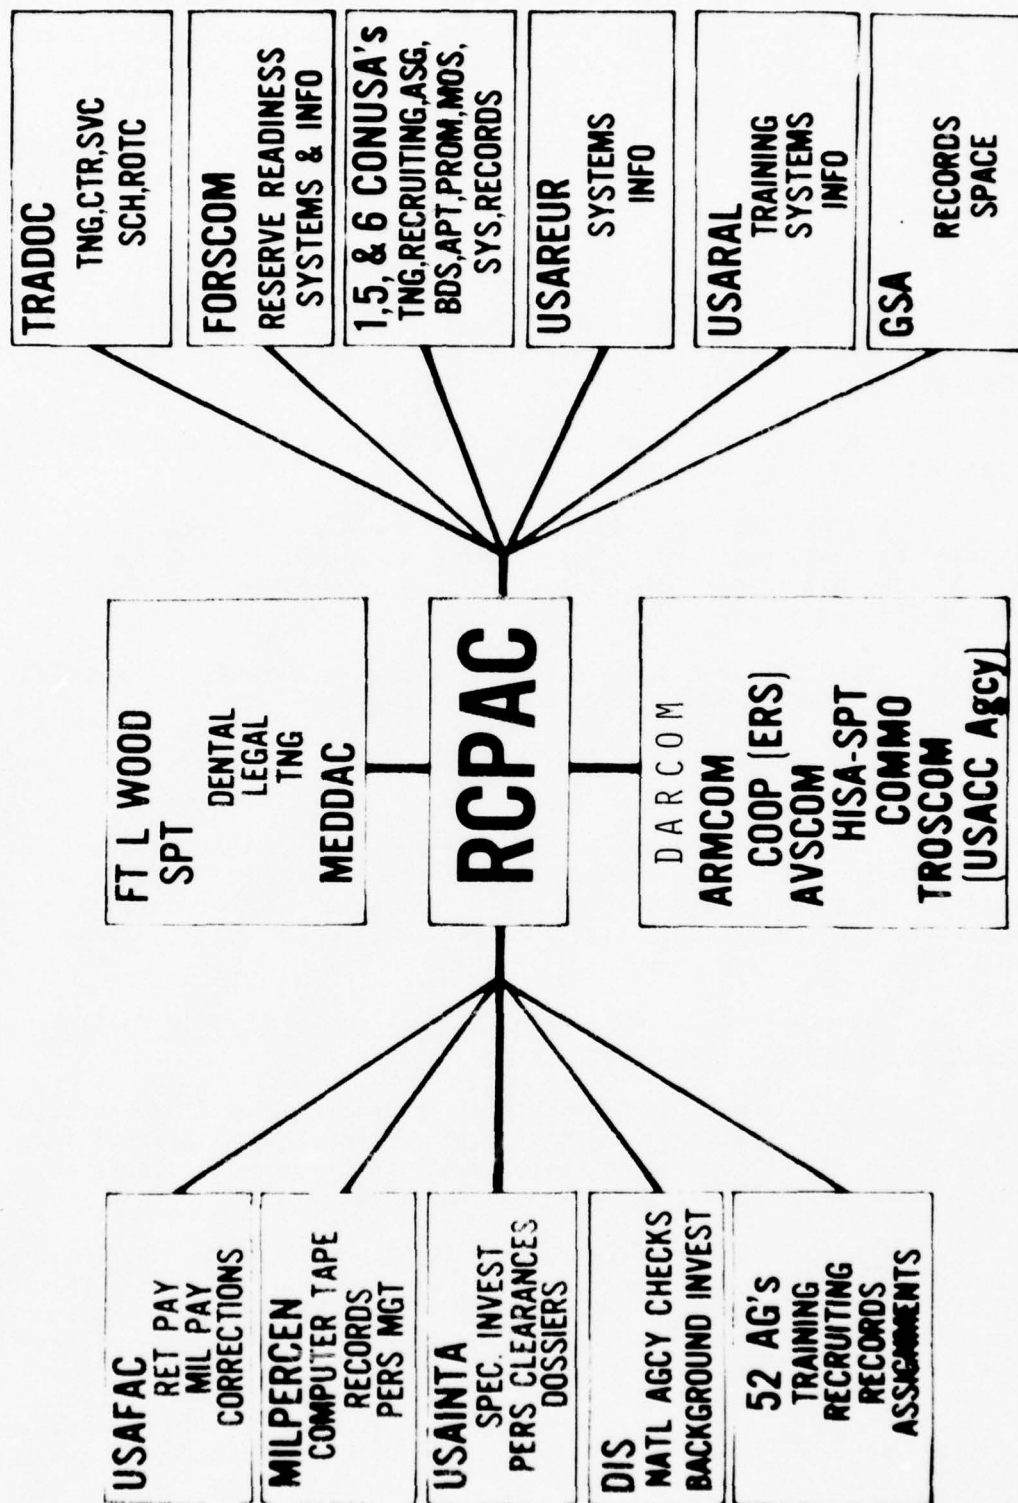 TRADOC
TNG,CTR,SVC
SCH,ROTC
FORSCOM
RESERVE READINESS
SYSTEMS & INFO
1,5, & 6 CONUSA's
TNG,RECRUITING,ASG,
BDS,APT,PROM,MOS,
SYS,RECORDS
USAREUR
SYSTEMS
INFO
USARAL
TRAINING
SYSTEMS
INFO
GSA
RECORDS
SPACE
FT L WOOD
SPT
DENTAL
LEGAL
TNG
MEDDAC
RCPAC
DARCOM
ARMCOM
COOP (ERS)
AVSCOM
HISA-SPT
COMMO
TROSCOM
(USACC Agcy)
USAFAC
RET PAY
MIL PAY
CORRECTIONS
MILPERCEN
COMPUTER TAPE
RECORDS
PERS MGT
USAINTA
SPEC. INVEST
PERS CLEARANCES
DOSSIERS
DIS
NATL AGCY CHECKS
BACKGROUND INVEST
52 AG's
TRAINING
RECRUITING
RECORDS
ASSIGNMENTS